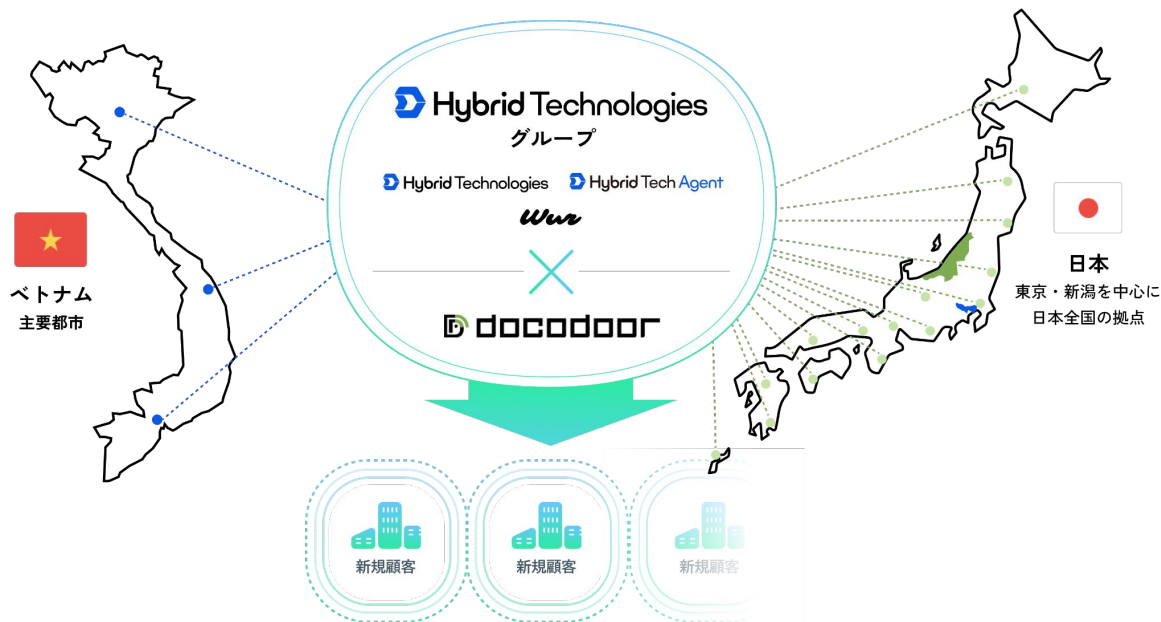 Hybrid Technologies
グループ
Hybrid Technologies
Hybrid Tech Agent
Wur
docodoor
ベトナム
主要都市
日本
東京・新潟を中心に
日本全国の拠点
新規顧客
新規顧客
新規顧客